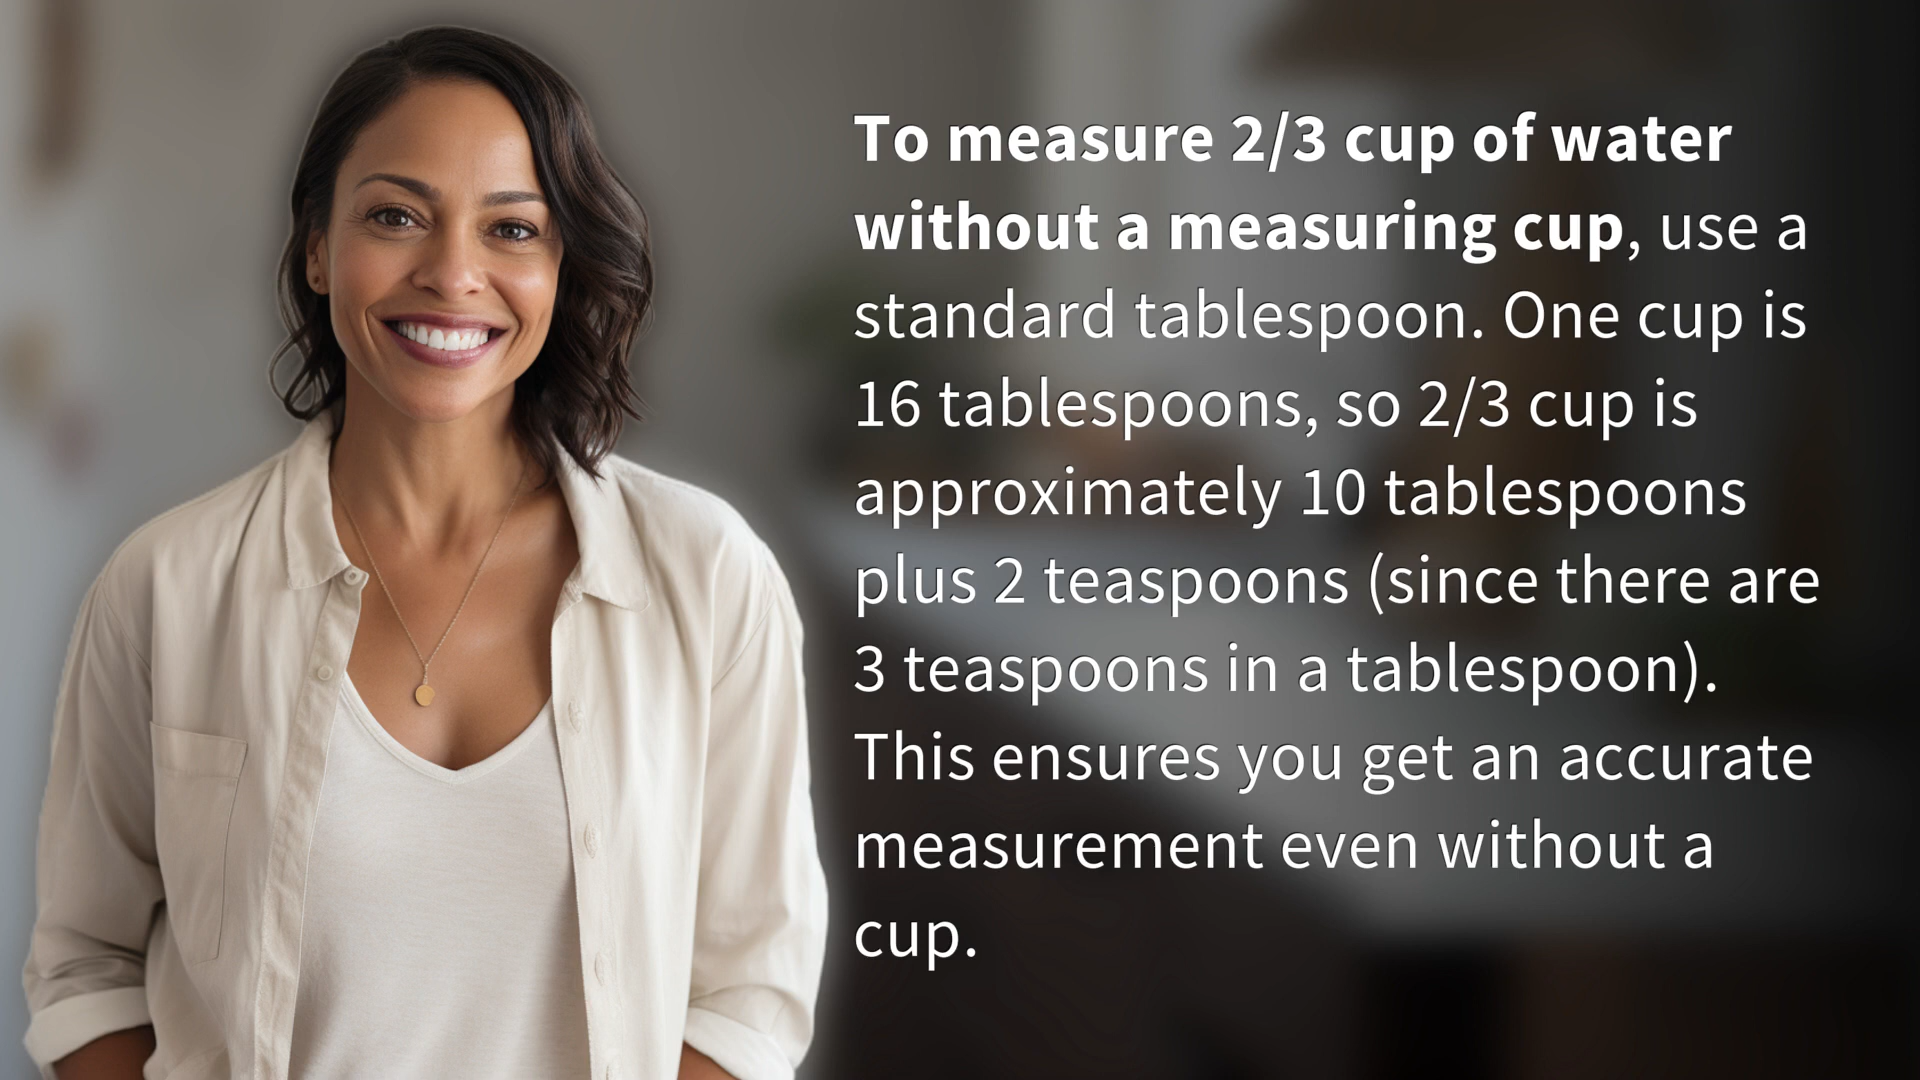 To measure 2/3 cup of water
without a measuring cup, use a
standard tablespoon. One cup is
16 tablespoons, so 2/3 cup is
approximately 10 tablespoons
plus 2 teaspoons (since there are
3 teaspoons in a tablespoon).
This ensures you get an accurate
measurement even without a
cup.